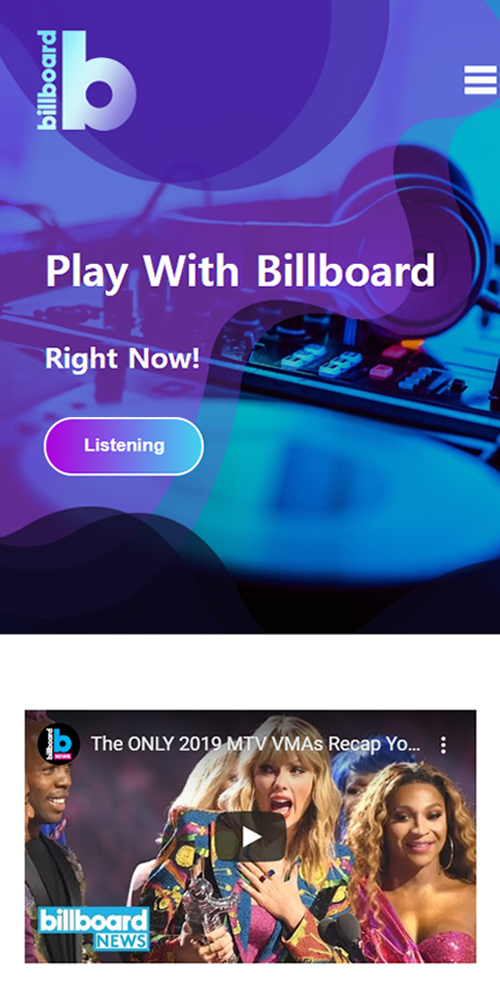 billboard
b
Play With Billboard
Right Now!
Listening
billboard b NEWS
The ONLY 2019 MTV VMAs Recap Yo...
billboard
NEWS